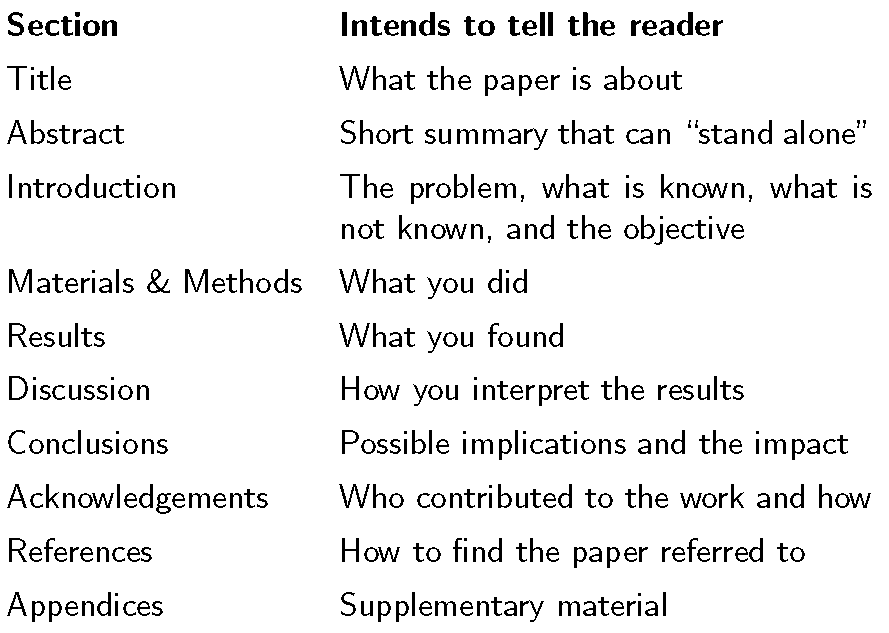 Section Intends to tell the reader
Title What the paper is about
Abstract Short summary that can “stand alone”
Introduction The problem, what is known, what is
not known, and the objective
Materials & Methods What you did
Results What you found
Discussion How you interpret the results
Conclusions Possible implications and the impact
Acknowledgements Who contributed to the work and how
References How to find the paper referred to
Appendices Supplementary material